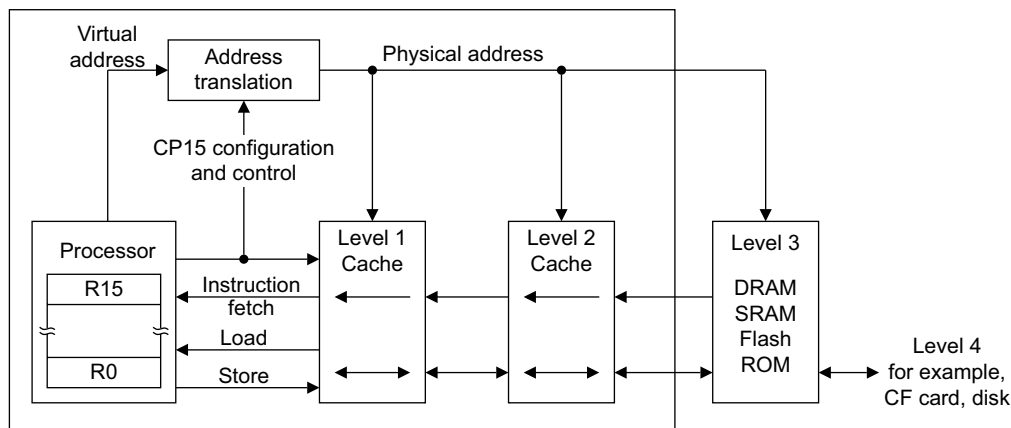 Virtual
address
Address
translation
Physical address
CP15 configuration
and control
Processor
R15
R0
Instruction
fetch
Load
Store
Level 1
Cache
Level 2
Cache
Level 3
DRAM
SRAM
Flash
ROM
Level 4
for example,
CF card, disk